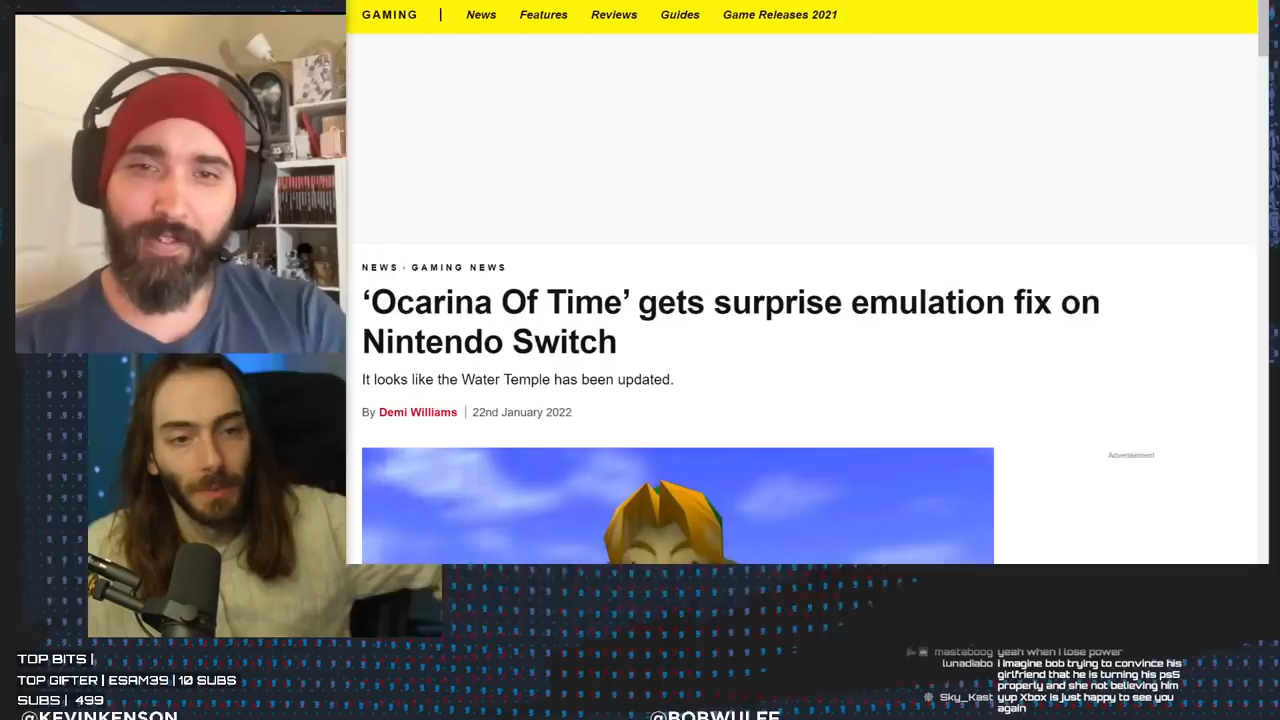 GAMING | News Features Reviews Guides Game Releases 2021
NEWS › GAMING NEWS
‘Ocarina Of Time’ gets surprise emulation fix on
Nintendo Switch
It looks like the Water Temple has been updated.
By Demi Williams | 22nd January 2022
Advertisement
TOP BITS |
TOP GIFTER | ESAM39 | 10 SUBS
SUBS | 499
@KEVINKENSON
@BOBWULFF
mastaboog yeah when i lose power
lunadiabo i imagine bob trying to convince his
girlfriend that he is turning his ps5
properly and she not believing him
Sky_Kast yup Xbox is just happy to see you
again